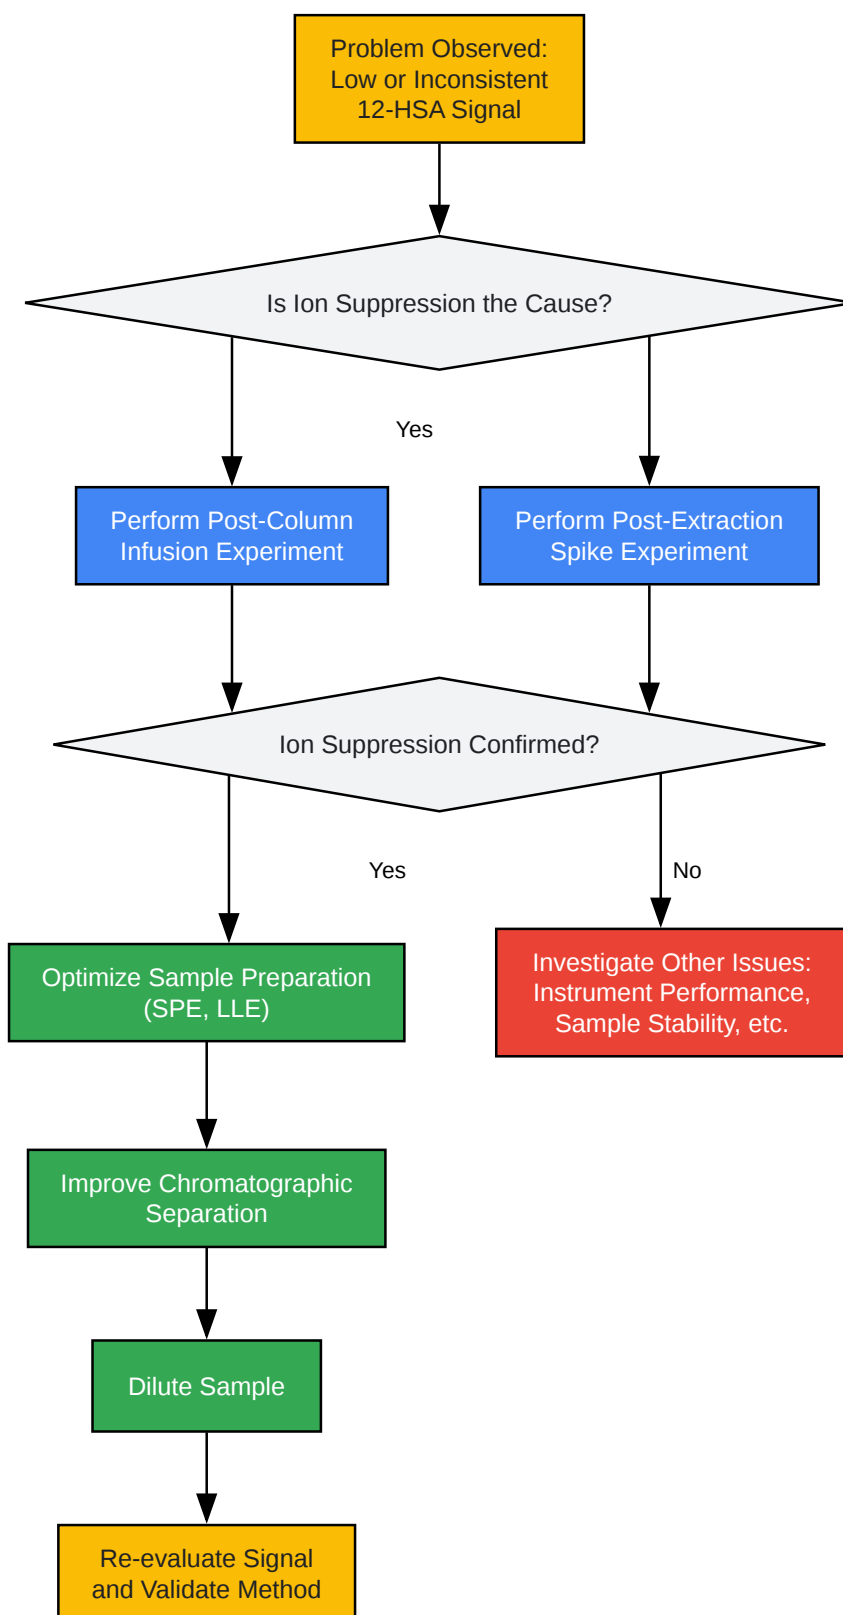 Problem Observed:
Low or Inconsistent
12-HSA Signal
Is Ion Suppression the Cause?
Yes
Perform Post-Column
Infusion Experiment
Perform Post-Extraction
Spike Experiment
Ion Suppression Confirmed?
Yes
No
Optimize Sample Preparation
(SPE, LLE)
Investigate Other Issues:
Instrument Performance,
Sample Stability, etc.
Improve Chromatographic
Separation
Dilute Sample
Re-evaluate Signal
and Validate Method